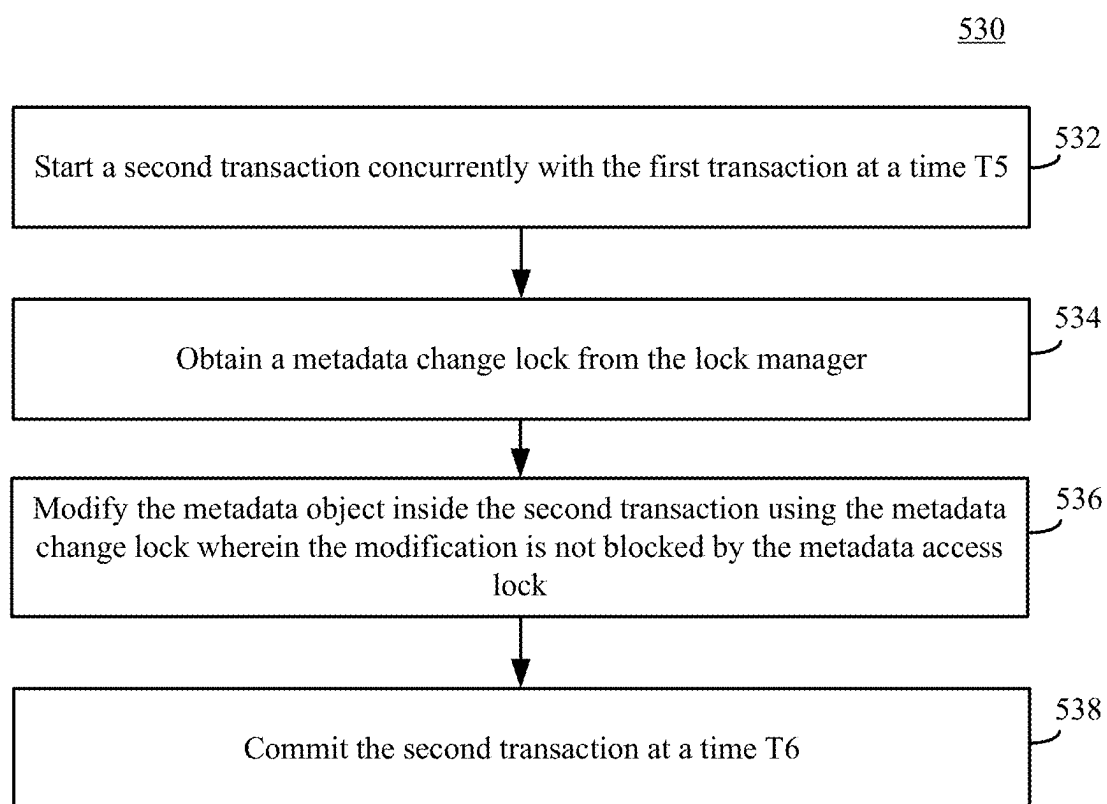 530
532
Start a second transaction concurrently with the first transaction at a time T5
534
Obtain a metadata change lock from the lock manager
536
Modify the metadata object inside the second transaction using the metadata
change lock wherein the modification is not blocked by the metadata access
lock
538
Commit the second transaction at a time T6